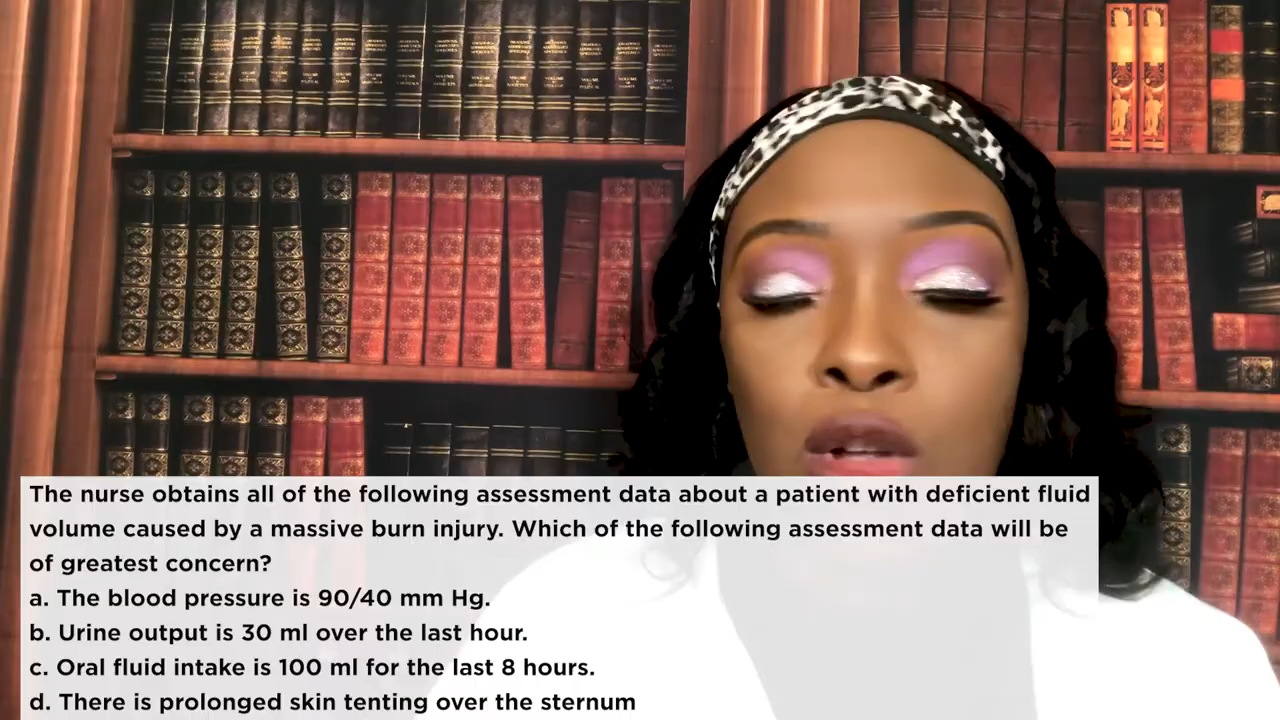 The nurse obtains all of the following assessment data about a patient with deficient fluid
volume caused by a massive burn injury. Which of the following assessment data will be
of greatest concern?
a. The blood pressure is 90/40 mm Hg.
b. Urine output is 30 ml over the last hour.
c. Oral fluid intake is 100 ml for the last 8 hours.
d. There is prolonged skin tenting over the sternum